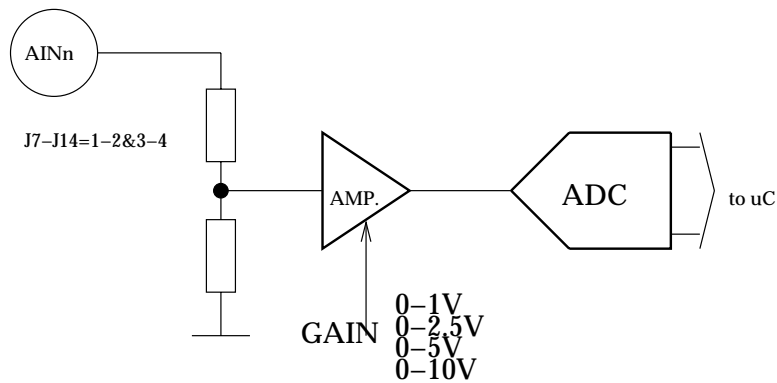 AINn
J7–J14=1–2&3–4
AMP.
ADC
to uC
GAIN
0–1V
0–2.5V
0–5V
0–10V